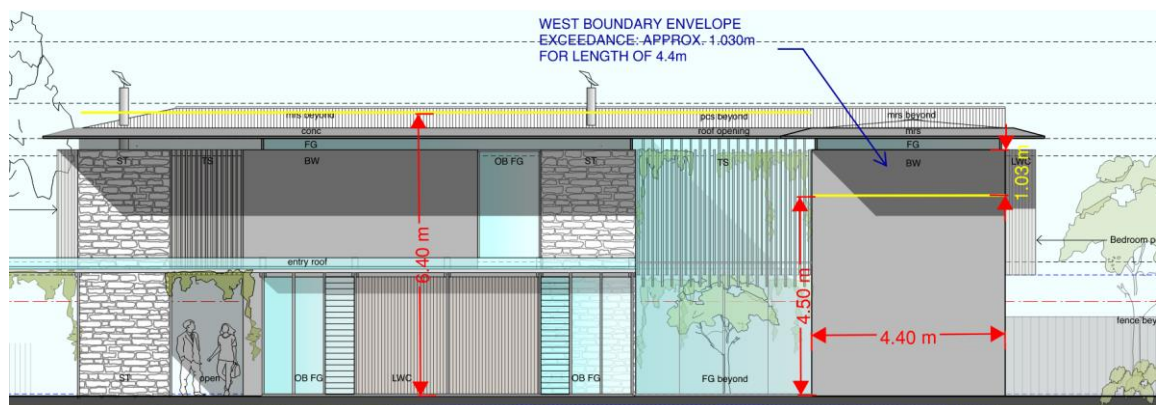 WEST BOUNDARY ENVELOPE
EXCEEDANCE: APPROX. 1.030m
FOR LENGTH OF 4.4m
mrs beyond
pcs beyond
mrs beyond
conc
roof opening
mrs
FG
FG
ST
TS
BW
OB FG
ST
TS
BW
LWC
1.03m
Bedroom p
entry roof
6.40 m
4.50 m
4.40 m
fence bey
ST
open
OB FG
LWC
OB FG
FG beyond